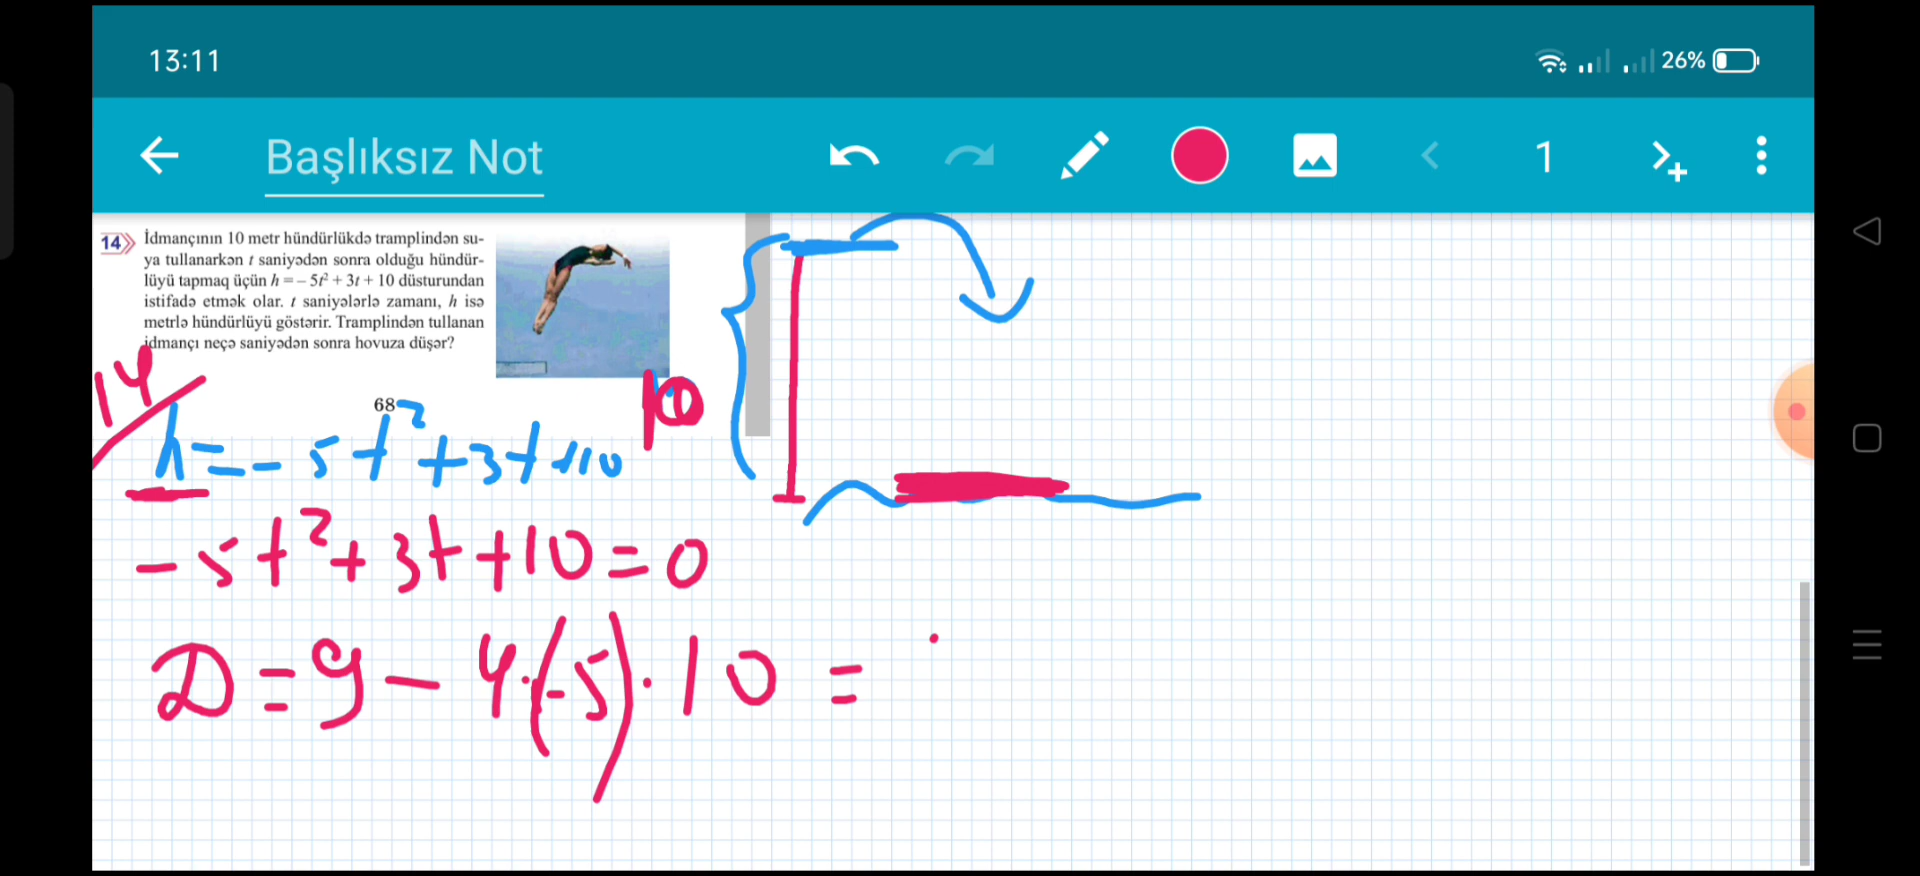 13:11
26%
Başlıksız Not
1
14 İdmançının 10 metr hündürlükdə tramplindən su-
ya tullanarkən t saniyədən sonra olduğu hündür-
lüyü tapmaq üçün h = – 5t² + 3t + 10 düsturundan
istifadə etmək olar. t saniyələrlə zamanı, h isə
metrlə hündürlüyü göstərir. Tramplindən tullanan
idmançı neçə saniyədən sonra hovuza düşər?
68
14
10
h = - 5t² + 3t + 10
- 5t² + 3t + 10 = 0
D = 9 - 4·(-5)·10 =